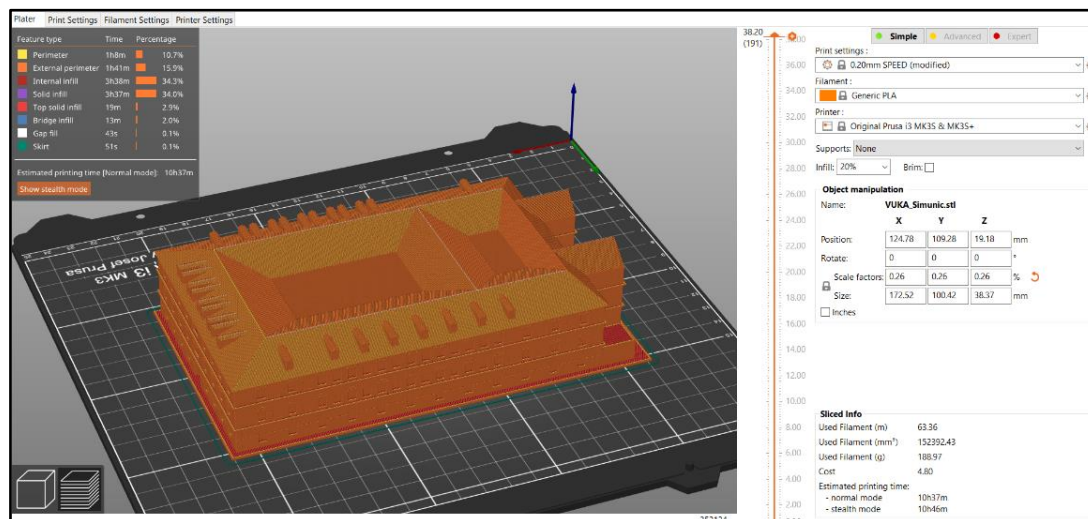 Plater Print Settings Filament Settings Printer Settings
Feature type Time Percentage
Perimeter 1h8m 10.7%
External perimeter 1h41m 15.9%
Internal infill 3h38m 34.3%
Solid infill 3h37m 34.0%
Top solid infill 19m 2.9%
Bridge infill 13m 2.0%
Gap fill 43s 0.1%
Skirt 51s 0.1%
Estimated printing time [Normal mode]: 10h37m
Show stealth mode
i3 MK3
Josef Prusa
38.20
(191)
36.00
34.00
32.00
30.00
28.00
26.00
24.00
22.00
20.00
18.00
16.00
14.00
12.00
10.00
8.00
6.00
4.00
2.00
Simple Advanced Expert
Print settings :
0.20mm SPEED (modified)
Filament :
Generic PLA
Printer :
Original Prusa i3 MK3S & MK3S+
Supports: None
Infill: 20% Brim:
Object manipulation
Name: VUKA_Simunic.stl
X Y Z
Position: 124.78 109.28 19.18 mm
Rotate: 0 0 0 °
Scale factors: 0.26 0.26 0.26 %
Size: 172.52 100.42 38.37 mm
Inches
Sliced Info
Used Filament (m) 63.36
Used Filament (mm³) 152392.43
Used Filament (g) 188.97
Cost 4.80
Estimated printing time:
- normal mode 10h37m
- stealth mode 10h46m